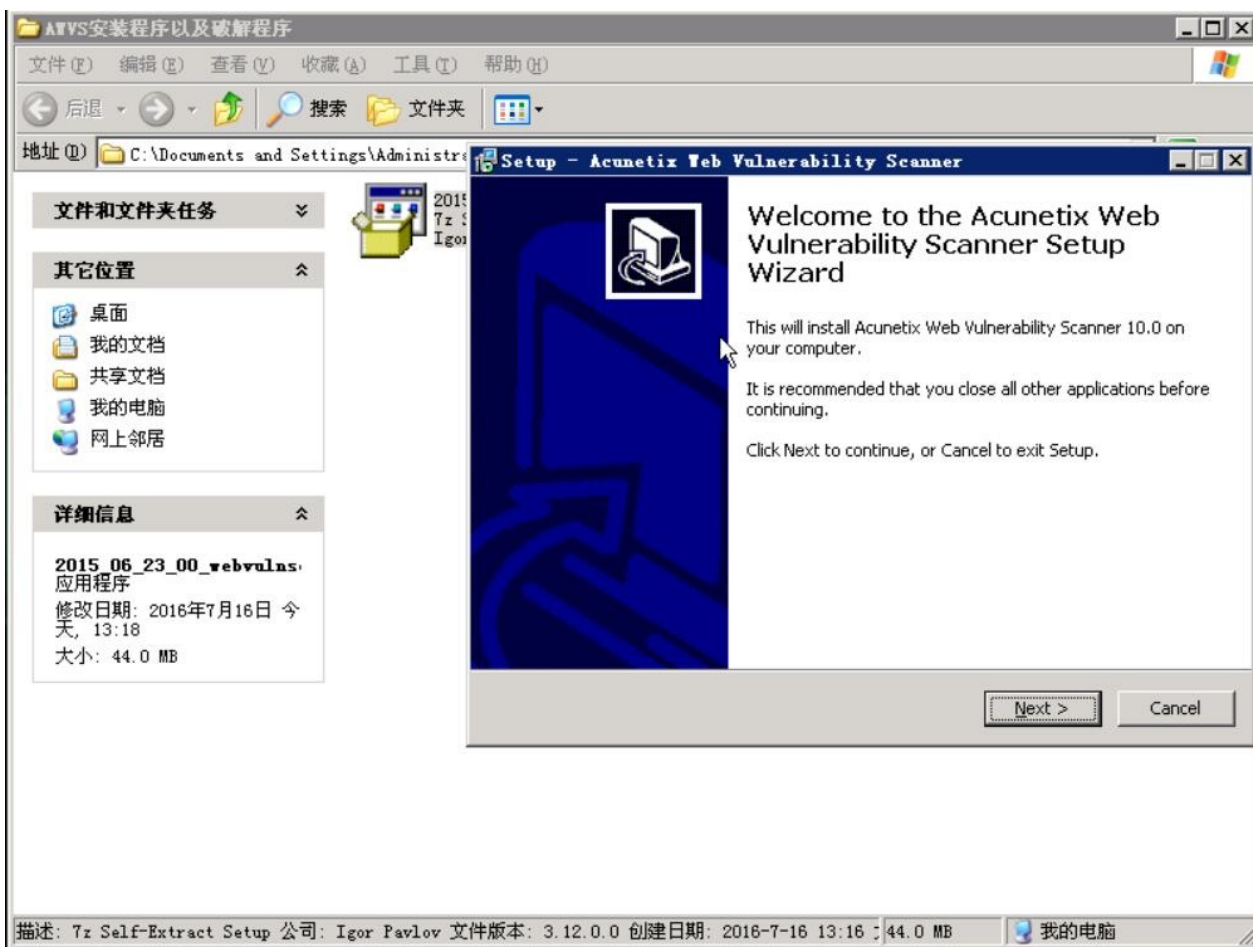 AWVS安装程序以及破解程序
文件(F) 编辑(E) 查看(V) 收藏(A) 工具(T) 帮助(H)
后退 搜索 文件夹
地址(D) C:\Documents and Settings\Administr
文件和文件夹任务
其它位置
桌面
我的文档
共享文档
我的电脑
网上邻居
详细信息
2015_06_23_00_webvulns
应用程序
修改日期: 2016年7月16日 今
天, 13:18
大小: 44.0 MB
2015
7z S
Igor
Setup - Acunetix Web Vulnerability Scanner
Welcome to the Acunetix Web
Vulnerability Scanner Setup
Wizard
This will install Acunetix Web Vulnerability Scanner 10.0 on
your computer.
It is recommended that you close all other applications before
continuing.
Click Next to continue, or Cancel to exit Setup.
Next > Cancel
描述: 7z Self-Extract Setup 公司: Igor Pavlov 文件版本: 3.12.0.0 创建日期: 2016-7-16 13:16 44.0 MB 我的电脑